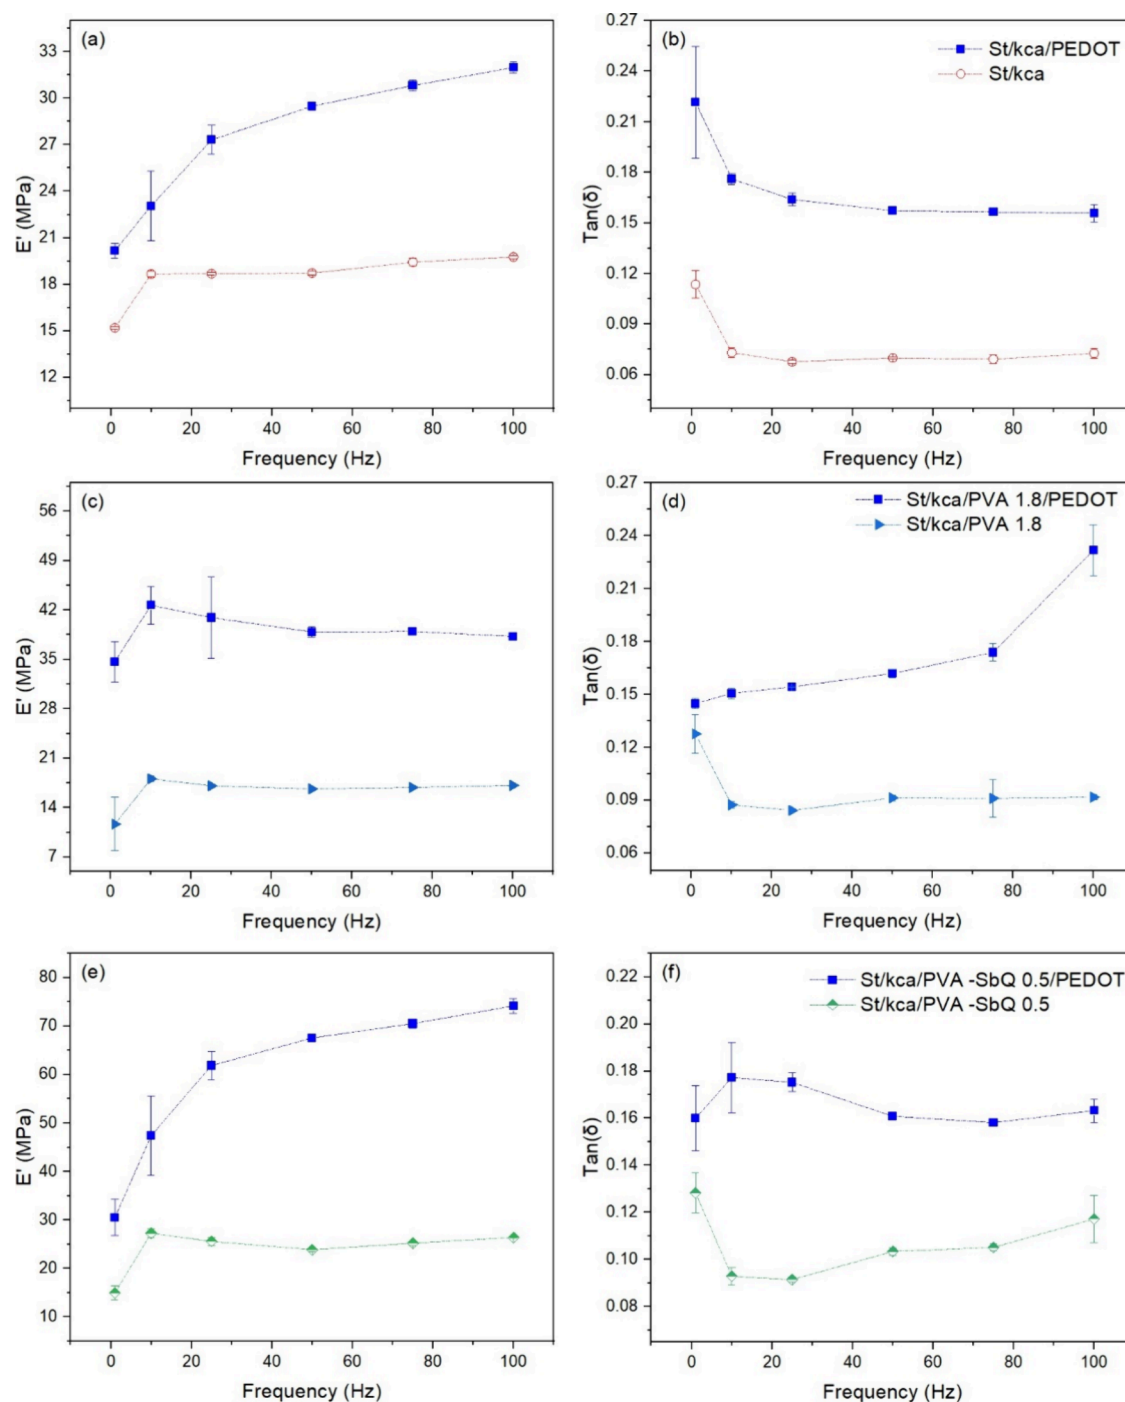 (a)
E' (MPa)
33
30
27
24
21
18
15
12
0 20 40 60 80 100
Frequency (Hz)
(b)
St/kca/PEDOT
St/kca
Tan(δ)
0.27
0.24
0.21
0.18
0.15
0.12
0.09
0.06
0 20 40 60 80 100
Frequency (Hz)
(c)
E' (MPa)
56
49
42
35
28
21
14
7
0 20 40 60 80 100
Frequency (Hz)
(d)
St/kca/PVA 1.8/PEDOT
St/kca/PVA 1.8
Tan(δ)
0.27
0.24
0.21
0.18
0.15
0.12
0.09
0.06
0 20 40 60 80 100
Frequency (Hz)
(e)
E' (MPa)
80
70
60
50
40
30
20
10
0 20 40 60 80 100
Frequency (Hz)
(f)
St/kca/PVA -SbQ 0.5/PEDOT
St/kca/PVA -SbQ 0.5
Tan(δ)
0.22
0.20
0.18
0.16
0.14
0.12
0.10
0.08
0 20 40 60 80 100
Frequency (Hz)